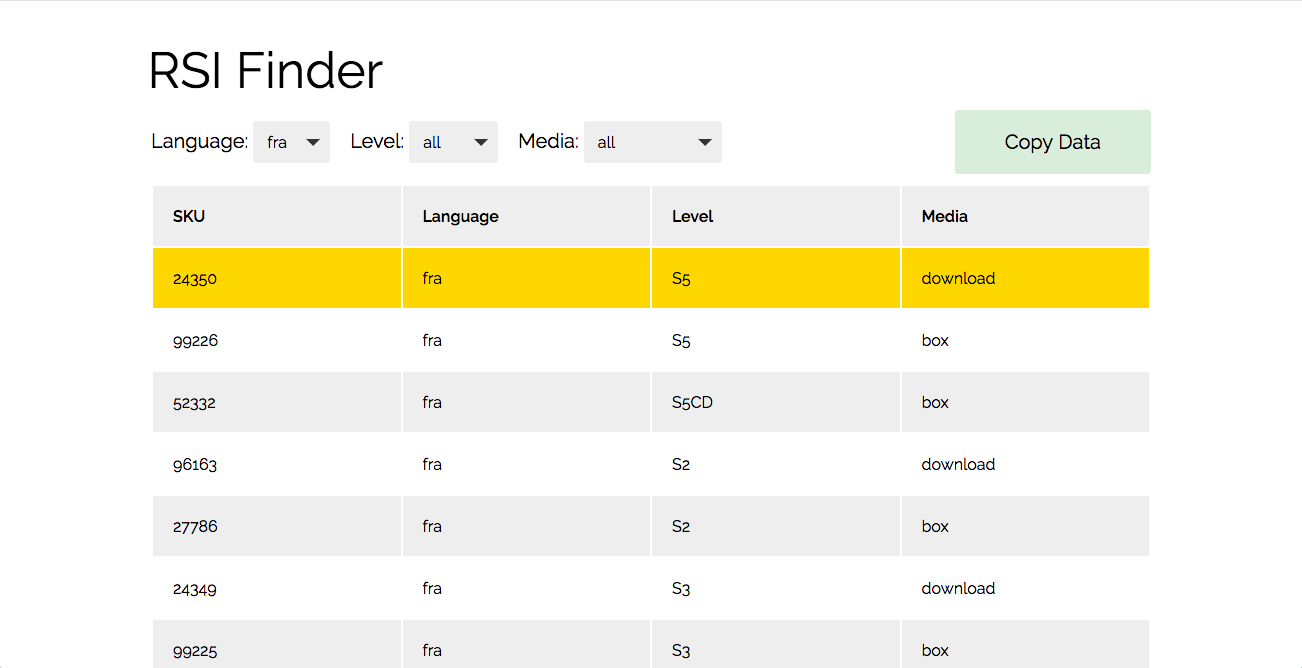 RSI Finder
Language: fra Level: all Media: all Copy Data
SKU Language Level Media
24350 fra S5 download
99226 fra S5 box
52332 fra S5CD box
96163 fra S2 download
27786 fra S2 box
24349 fra S3 download
99225 fra S3 box